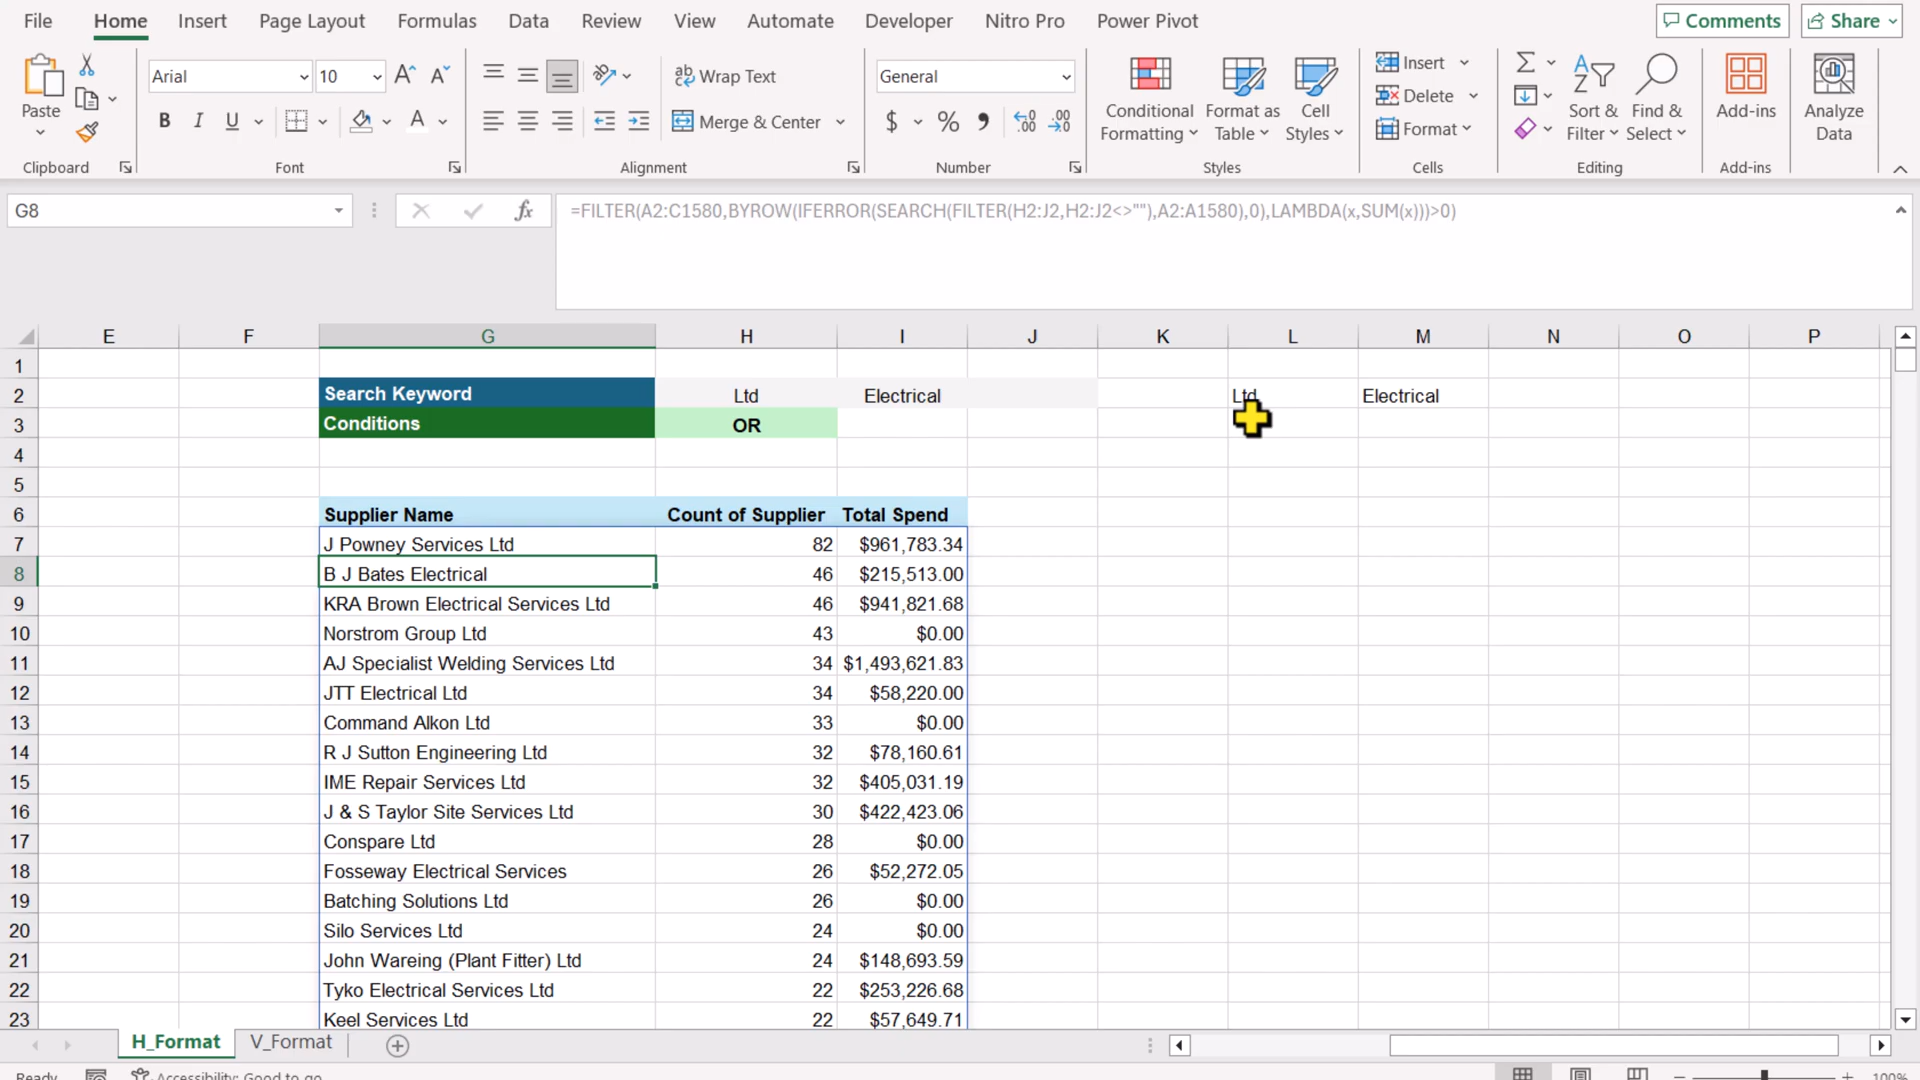 File Home Insert Page Layout Formulas Data Review View Automate Developer Nitro Pro Power Pivot Comments Share
Paste
Clipboard
Arial 10
B I U A
Font
Wrap Text
Merge & Center
Alignment
General
$ % 9 .00 .00
Number
Conditional Formatting
Format as Table
Cell Styles
Styles
Insert
Delete
Format
Cells
Sort & Filter
Find & Select
Editing
Add-ins
Add-ins
Analyze Data
G8 fx =FILTER(A2:C1580,BYROW(IFERROR(SEARCH(FILTER(H2:J2,H2:J2<>""),A2:A1580),0),LAMBDA(x,SUM(x)))>0)
E F G H I J K L M N O P
1
2 Search Keyword Ltd Electrical Ltd Electrical
3 Conditions OR
4
5
6 Supplier Name Count of Supplier Total Spend
7 J Powney Services Ltd 82 $961,783.34
8 B J Bates Electrical 46 $215,513.00
9 KRA Brown Electrical Services Ltd 46 $941,821.68
10 Norstrom Group Ltd 43 $0.00
11 AJ Specialist Welding Services Ltd 34 $1,493,621.83
12 JTT Electrical Ltd 34 $58,220.00
13 Command Alkon Ltd 33 $0.00
14 R J Sutton Engineering Ltd 32 $78,160.61
15 IME Repair Services Ltd 32 $405,031.19
16 J & S Taylor Site Services Ltd 30 $422,423.06
17 Conspare Ltd 28 $0.00
18 Fosseway Electrical Services 26 $52,272.05
19 Batching Solutions Ltd 26 $0.00
20 Silo Services Ltd 24 $0.00
21 John Wareing (Plant Fitter) Ltd 24 $148,693.59
22 Tyko Electrical Services Ltd 22 $253,226.68
23 Keel Services Ltd 22 $57,649.71
H_Format V_Format
Ready Accessibility: Good to go 100%